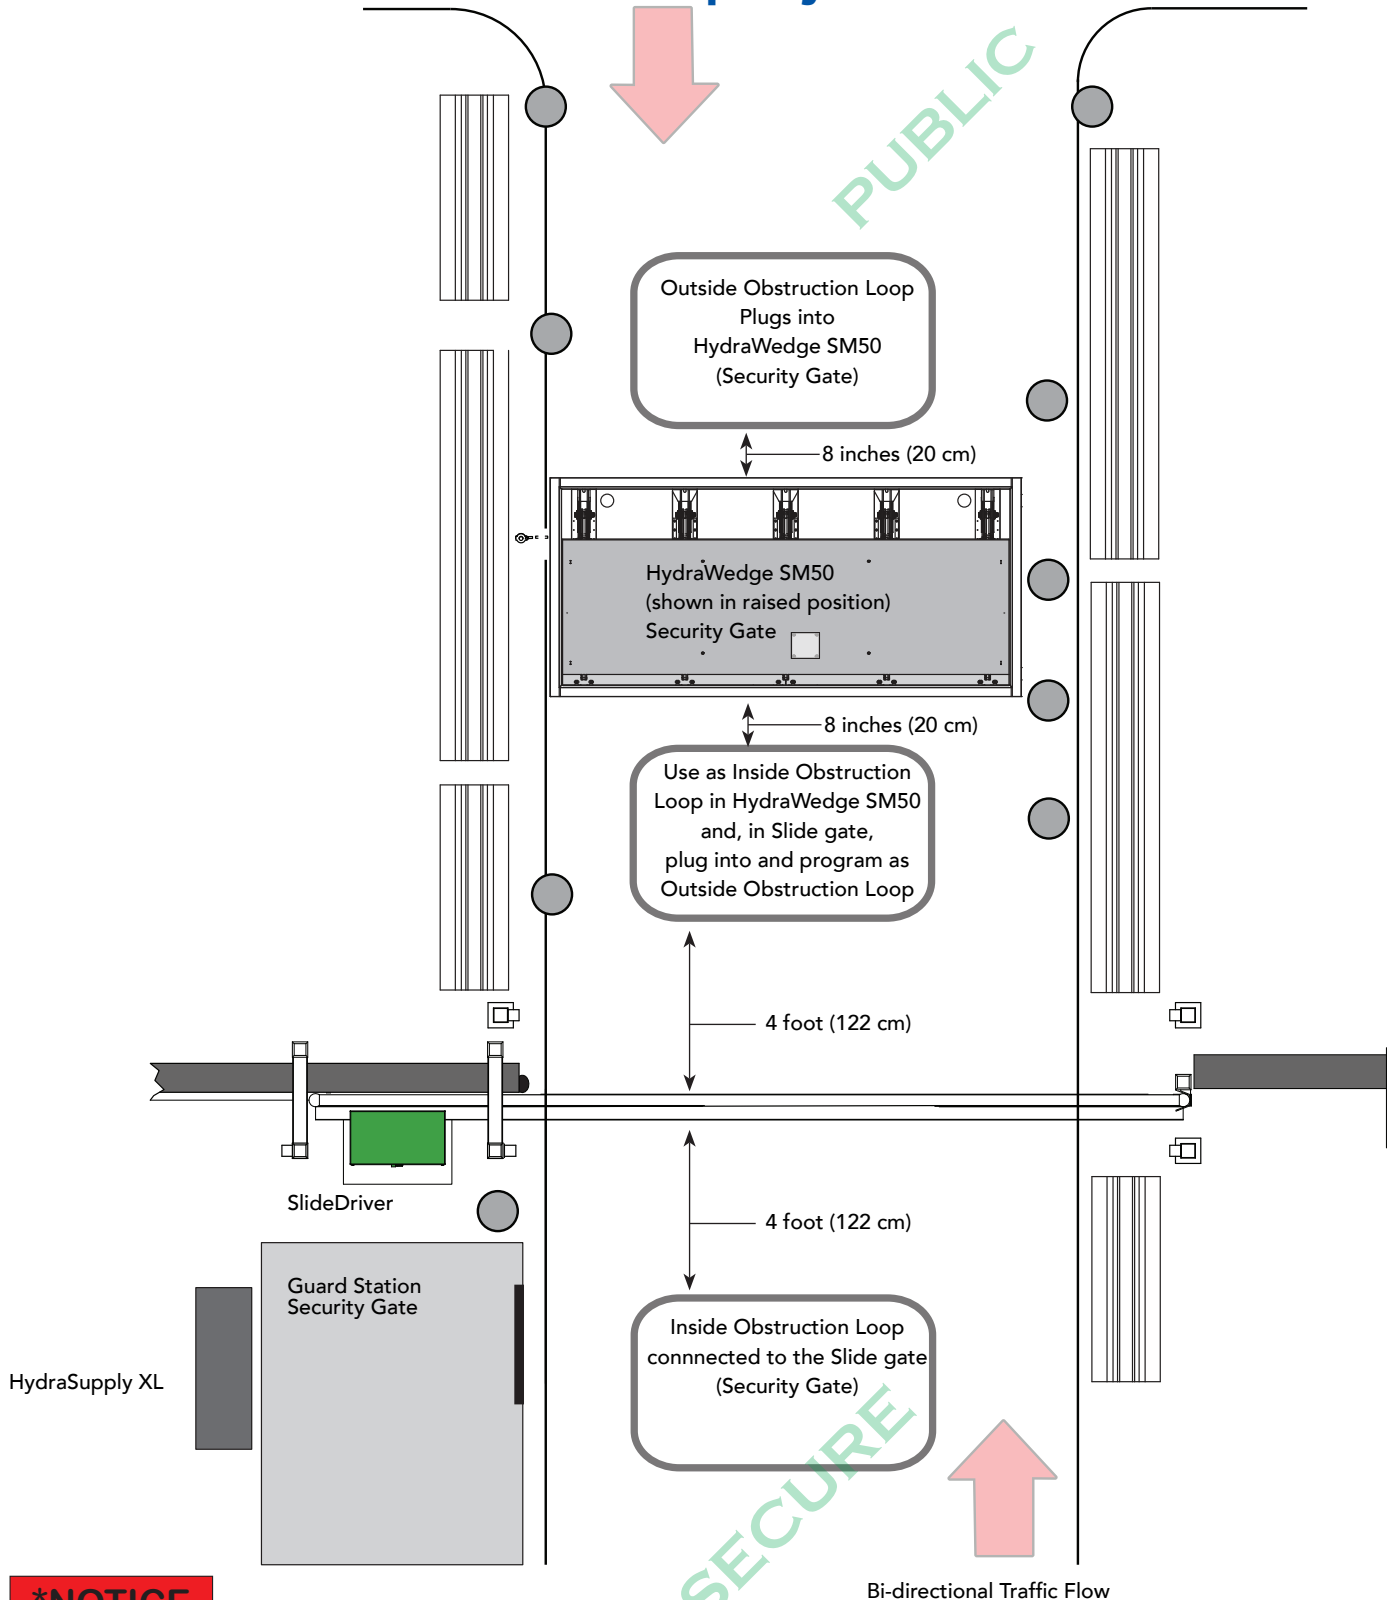 PUBLIC
Outside Obstruction Loop
Plugs into
HydraWedge SM50
(Security Gate)
8 inches (20 cm)
HydraWedge SM50
(shown in raised position)
Security Gate
8 inches (20 cm)
Use as Inside Obstruction
Loop in HydraWedge SM50
and, in Slide gate,
plug into and program as
Outside Obstruction Loop
4 foot (122 cm)
SlideDriver
4 foot (122 cm)
Guard Station
Security Gate
Inside Obstruction Loop
connnected to the Slide gate
(Security Gate)
HydraSupply XL
SECURE
*NOTICE
Bi-directional Traffic Flow